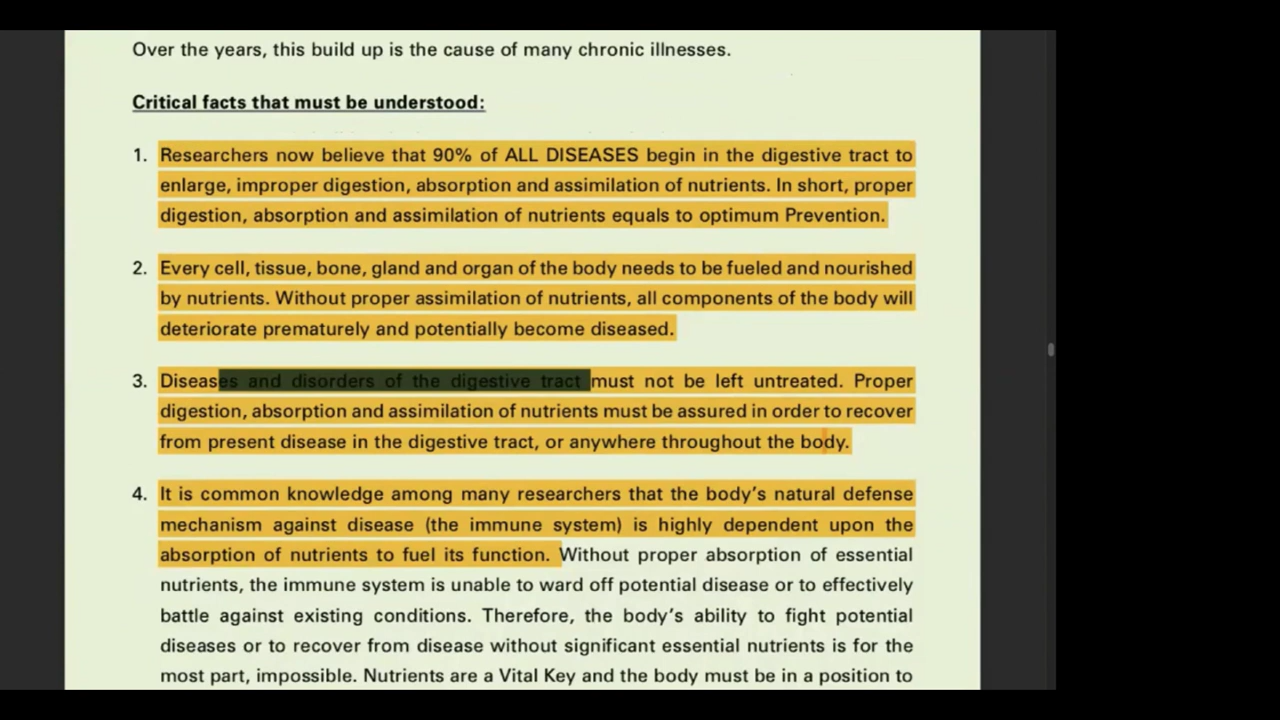 Over the years, this build up is the cause of many chronic illnesses.
Critical facts that must be understood:
1. Researchers now believe that 90% of ALL DISEASES begin in the digestive tract to
enlarge, improper digestion, absorption and assimilation of nutrients. In short, proper
digestion, absorption and assimilation of nutrients equals to optimum Prevention.
2. Every cell, tissue, bone, gland and organ of the body needs to be fueled and nourished
by nutrients. Without proper assimilation of nutrients, all components of the body will
deteriorate prematurely and potentially become diseased.
3. Diseases and disorders of the digestive tract must not be left untreated. Proper
digestion, absorption and assimilation of nutrients must be assured in order to recover
from present disease in the digestive tract, or anywhere throughout the body.
4. It is common knowledge among many researchers that the body's natural defense
mechanism against disease (the immune system) is highly dependent upon the
absorption of nutrients to fuel its function. Without proper absorption of essential
nutrients, the immune system is unable to ward off potential disease or to effectively
battle against existing conditions. Therefore, the body's ability to fight potential
diseases or to recover from disease without significant essential nutrients is for the
most part, impossible. Nutrients are a Vital Key and the body must be in a position to